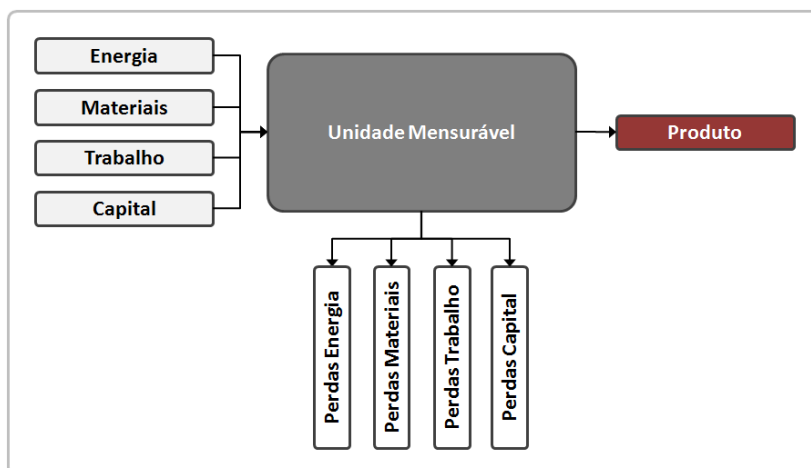 Energia
Materiais
Trabalho
Capital
Unidade Mensurável
Produto
Perdas Energia
Perdas Materiais
Perdas Trabalho
Perdas Capital